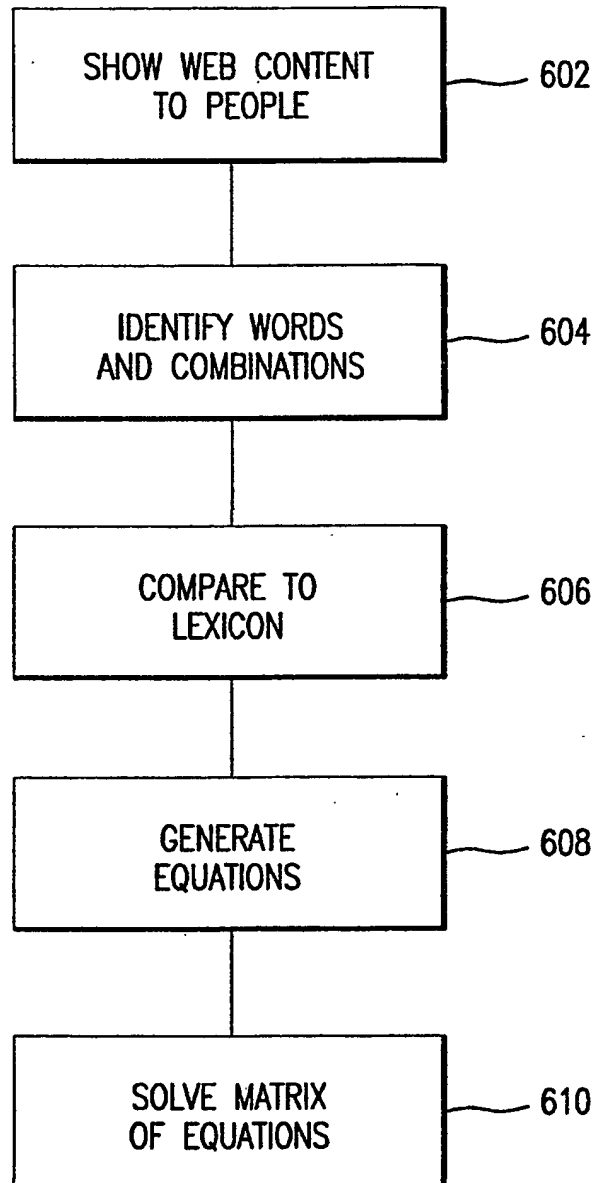 SHOW WEB CONTENT
TO PEOPLE
602
IDENTIFY WORDS
AND COMBINATIONS
604
COMPARE TO
LEXICON
606
GENERATE
EQUATIONS
608
SOLVE MATRIX
OF EQUATIONS
610